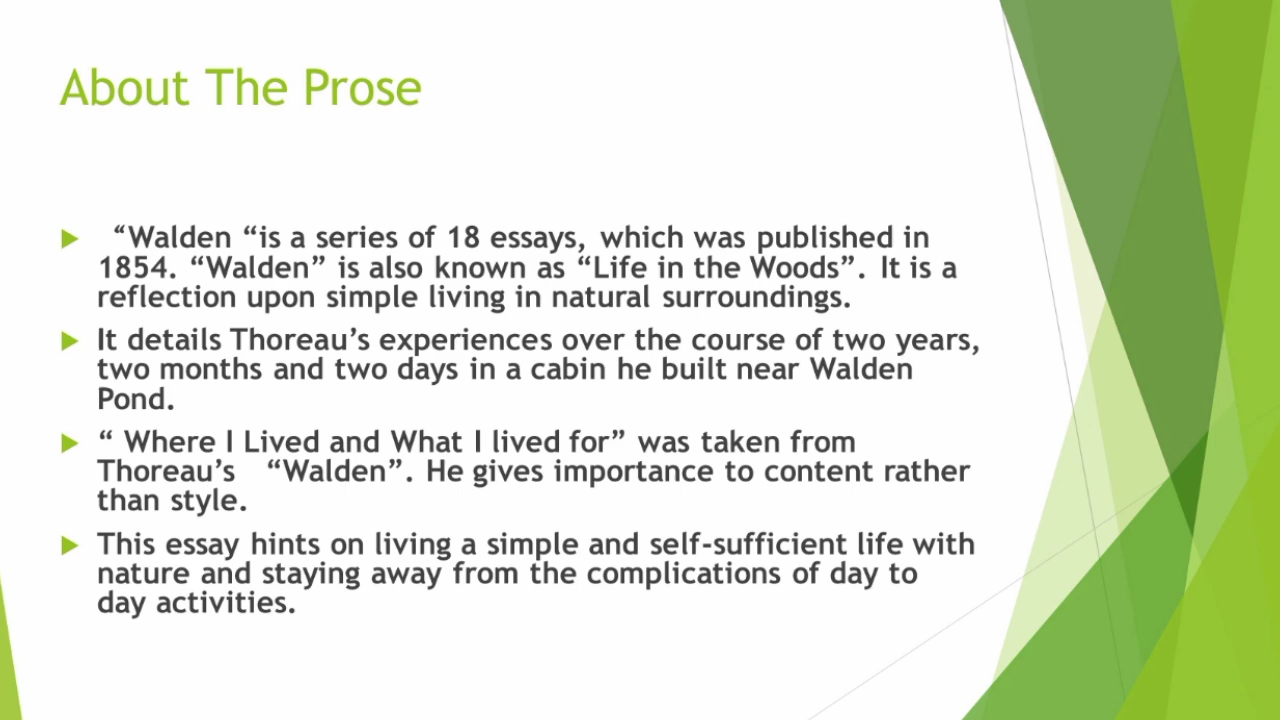 About The Prose
“Walden “is a series of 18 essays, which was published in
1854. “Walden” is also known as “Life in the Woods”. It is a
reflection upon simple living in natural surroundings.
It details Thoreau’s experiences over the course of two years,
two months and two days in a cabin he built near Walden
Pond.
“ Where I Lived and What I lived for” was taken from
Thoreau’s “Walden”. He gives importance to content rather
than style.
This essay hints on living a simple and self-sufficient life with
nature and staying away from the complications of day to
day activities.